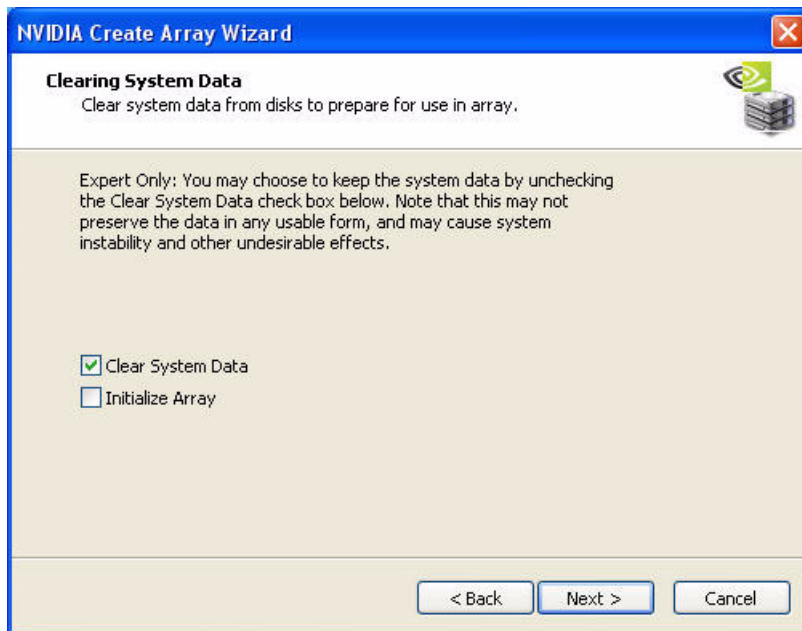 NVIDIA Create Array Wizard
Clearing System Data
Clear system data from disks to prepare for use in array.
Expert Only: You may choose to keep the system data by unchecking
the Clear System Data check box below. Note that this may not
preserve the data in any usable form, and may cause system
instability and other undesirable effects.
Clear System Data
Initialize Array
< Back
Next >
Cancel